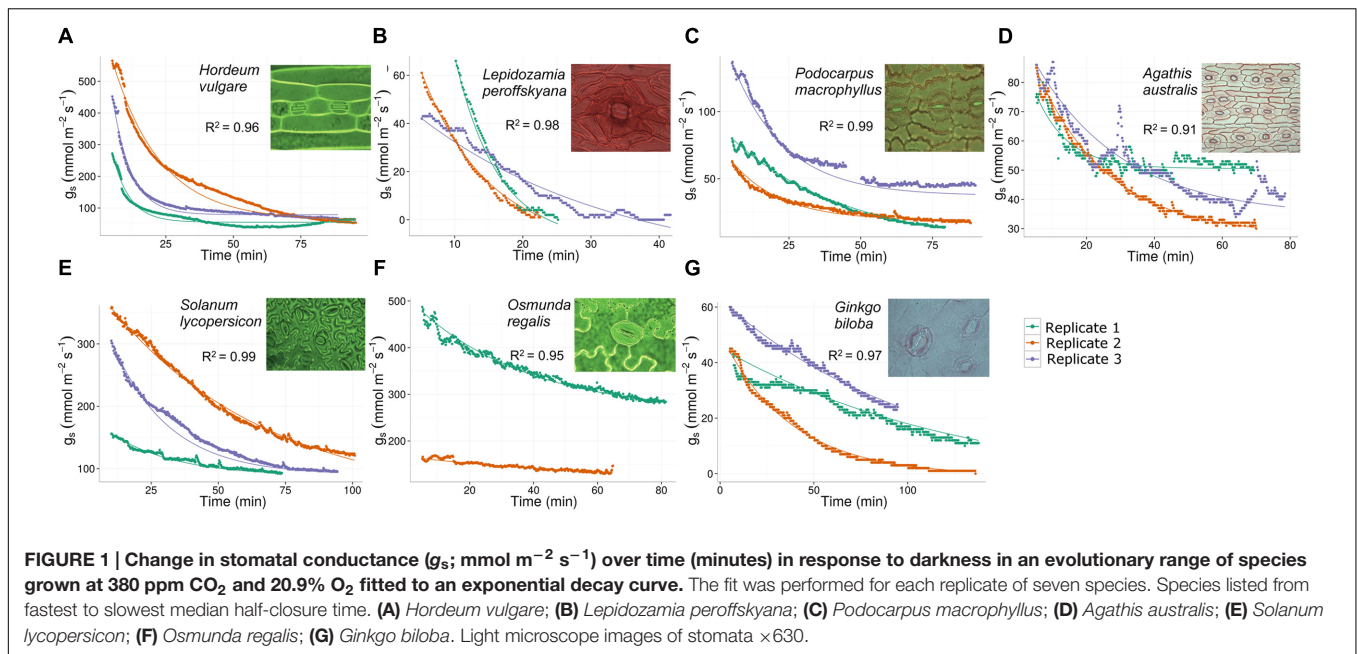 A
Hordeum
vulgare
R² = 0.96
gs (mmol m⁻² s⁻¹)
500
400
300
200
100
25
50
75
Time (min)
B
Lepidozamia
peroffskyana
R² = 0.98
gs (mmol m⁻² s⁻¹)
60
40
20
0
10
20
30
40
Time (min)
C
Podocarpus
macrophyllus
R² = 0.99
gs (mmol m⁻² s⁻¹)
100
50
25
50
75
Time (min)
D
Agathis
australis
R² = 0.91
gs (mmol m⁻² s⁻¹)
80
70
60
50
40
30
20
40
60
80
Time (min)
E
Solanum
lycopersicon
R² = 0.99
gs (mmol m⁻² s⁻¹)
300
200
100
25
50
75
100
Time (min)
F
Osmunda
regalis
R² = 0.95
gs (mmol m⁻² s⁻¹)
500
400
300
200
20
40
60
80
Time (min)
G
Ginkgo
biloba
R² = 0.97
gs (mmol m⁻² s⁻¹)
60
40
20
0
0
50
100
Time (min)
Replicate 1
Replicate 2
Replicate 3
FIGURE 1 | Change in stomatal conductance (gs; mmol m−2 s−1) over time (minutes) in response to darkness in an evolutionary range of species
grown at 380 ppm CO2 and 20.9% O2 fitted to an exponential decay curve. The fit was performed for each replicate of seven species. Species listed from
fastest to slowest median half-closure time. (A) Hordeum vulgare; (B) Lepidozamia peroffskyana; (C) Podocarpus macrophyllus; (D) Agathis australis; (E) Solanum
lycopersicon; (F) Osmunda regalis; (G) Ginkgo biloba. Light microscope images of stomata ×630.